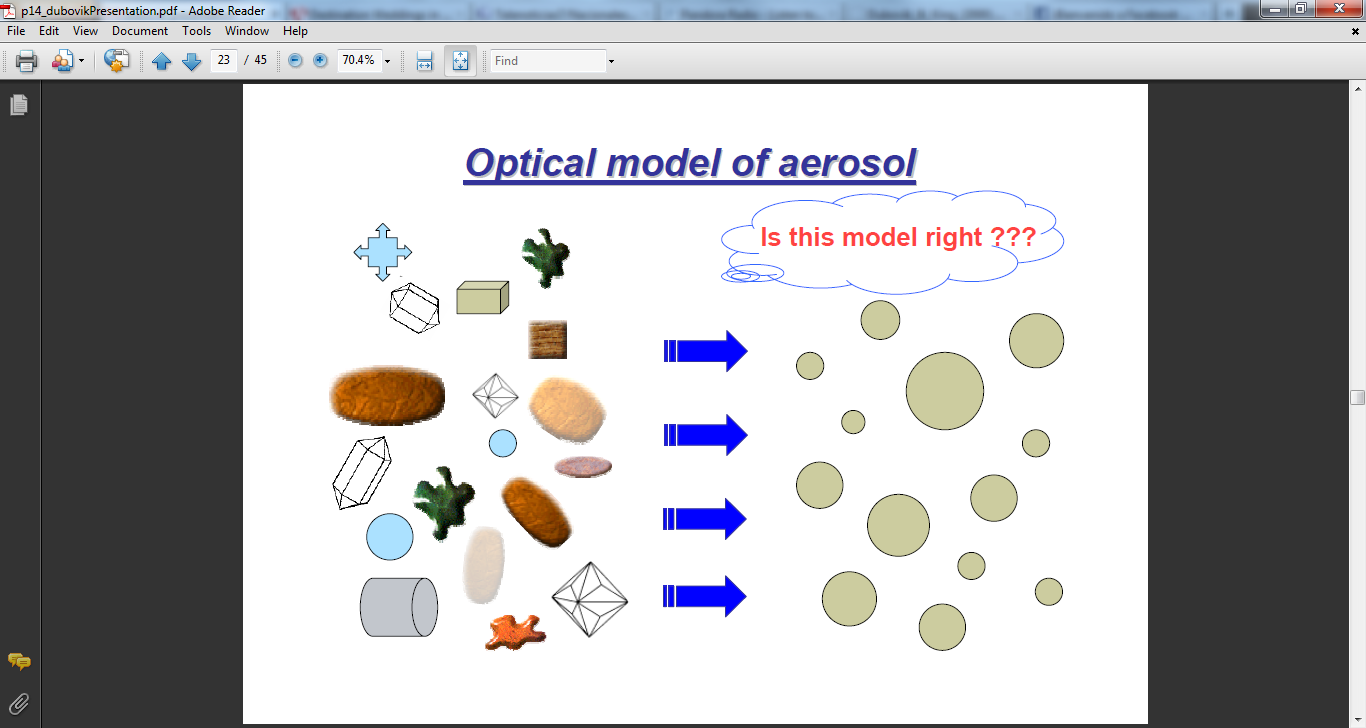 p14_dubovikPresentation.pdf - Adobe Reader
File Edit View Document Tools Window Help
23 / 45 70.4% Find
Optical model of aerosol
Is this model right ???